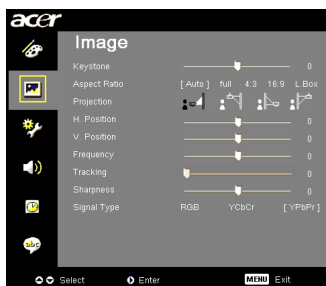 acer
Image
Keystone 0
Aspect Ratio [ Auto ] full 4:3 16:9 L.Box
Projection
H. Position 0
V. Position 0
Frequency 0
Tracking 0
Sharpness 0
Signal Type RGB YCbCr [ YPbPr ]
abc
Select Enter MENU Exit